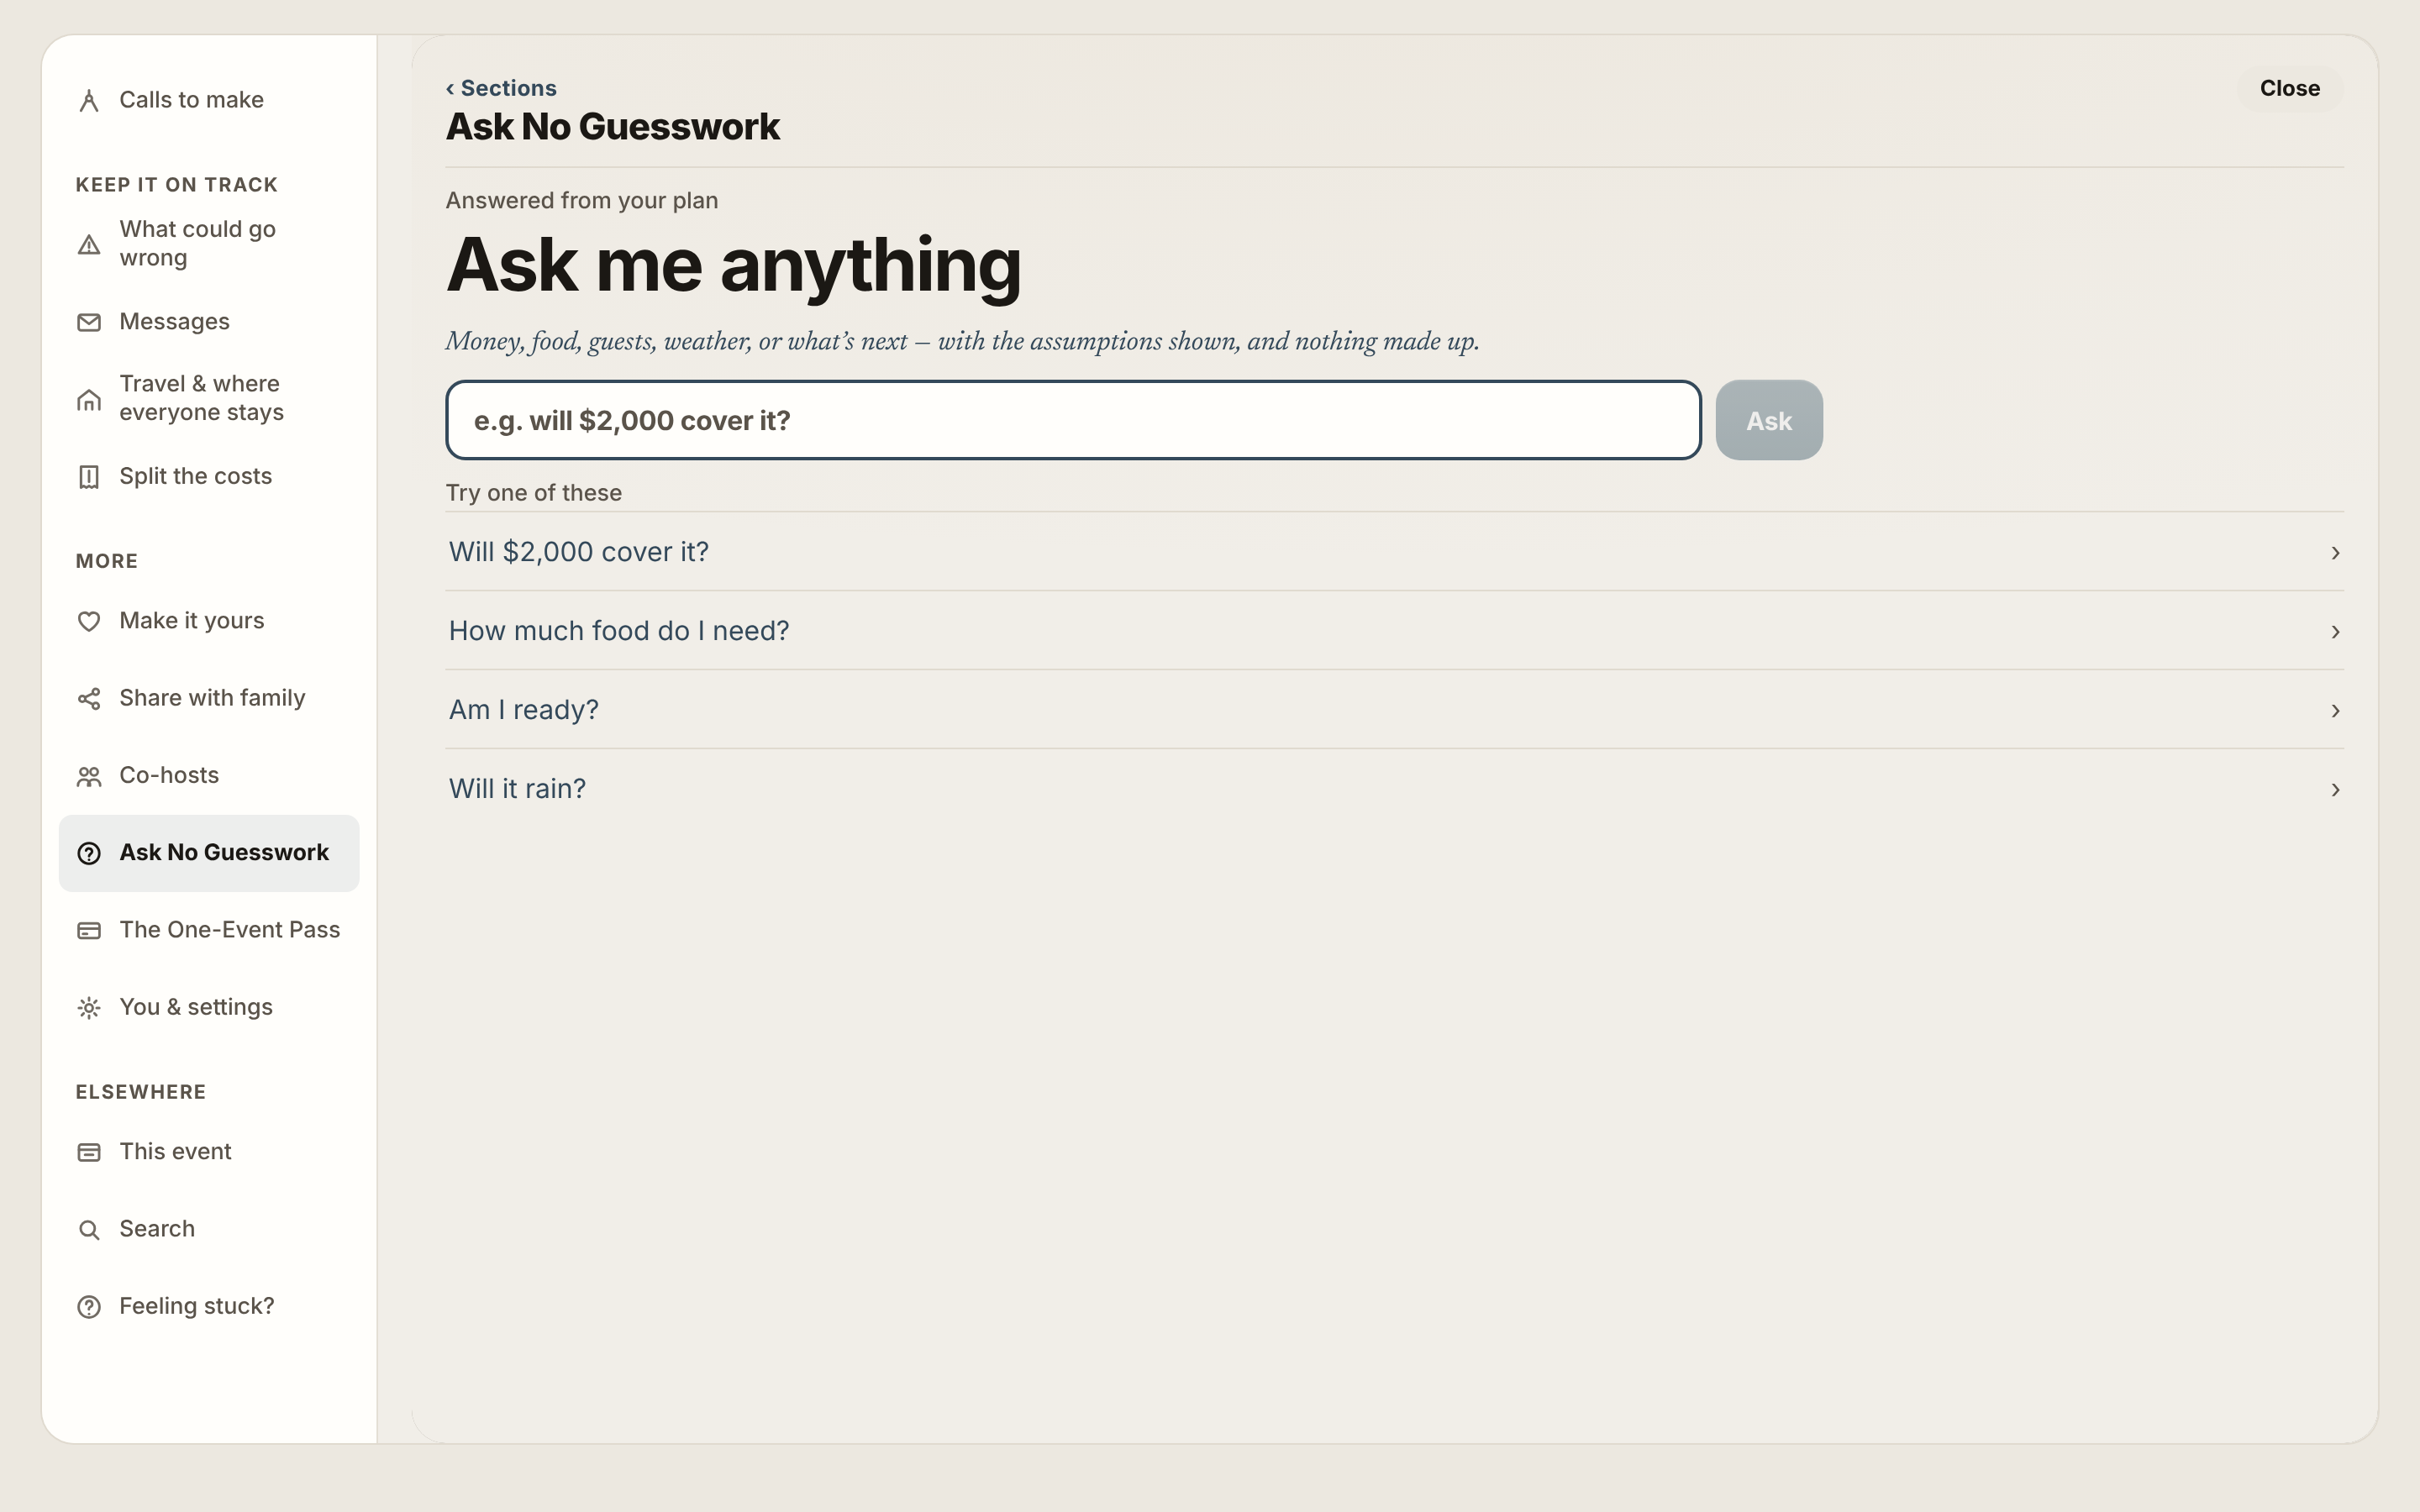 Calls to make
KEEP IT ON TRACK
What could go
wrong
Messages
Travel & where
everyone stays
Split the costs
MORE
Make it yours
Share with family
Co-hosts
Ask No Guesswork
The One-Event Pass
You & settings
ELSEWHERE
This event
Search
Feeling stuck?
‹ Sections
Close
Ask No Guesswork
Answered from your plan
Ask me anything
Money, food, guests, weather, or what’s next – with the assumptions shown, and nothing made up.
e.g. will $2,000 cover it?
Ask
Try one of these
Will $2,000 cover it?
How much food do I need?
Am I ready?
Will it rain?